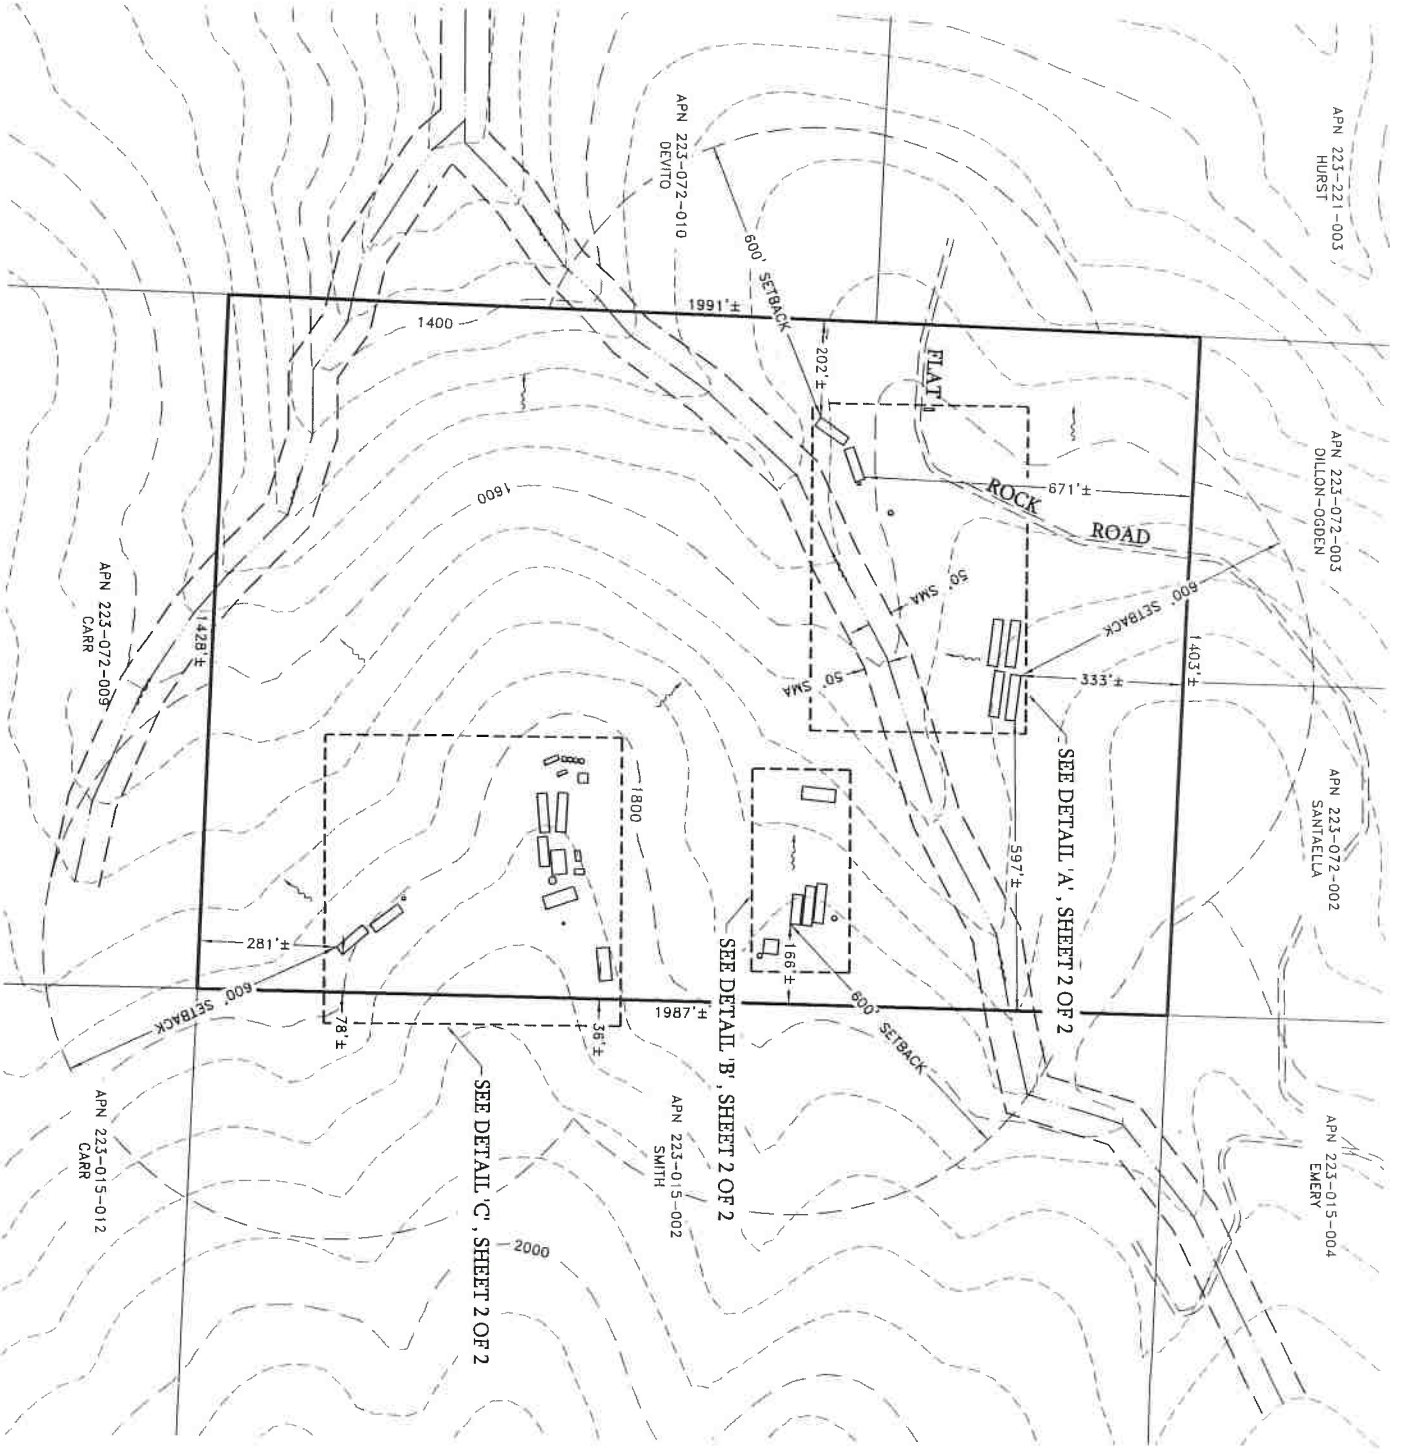 APN 223-221-003
HURST
APN 223-072-003
DILLON-OGDEN
APN 223-072-002
SANTAELLA
APN 223-015-004
EMERY
APN 223-072-010
DEVITO
600' SETBACK
1991'±
1400
202'±
FLAT
ROCK
ROAD
671'±
600' SETBACK
1403'±
333'±
50' SMA
50' SMA
1600
597'±
SEE DETAIL 'A', SHEET 2 OF 2
1428'±
APN 223-072-009
CARR
1800
166'±
600' SETBACK
SEE DETAIL 'B', SHEET 2 OF 2
1987'±
281'±
600' SETBACK
78'±
36'±
SEE DETAIL 'C', SHEET 2 OF 2
APN 223-015-002
SMITH
APN 223-015-012
CARR
2000